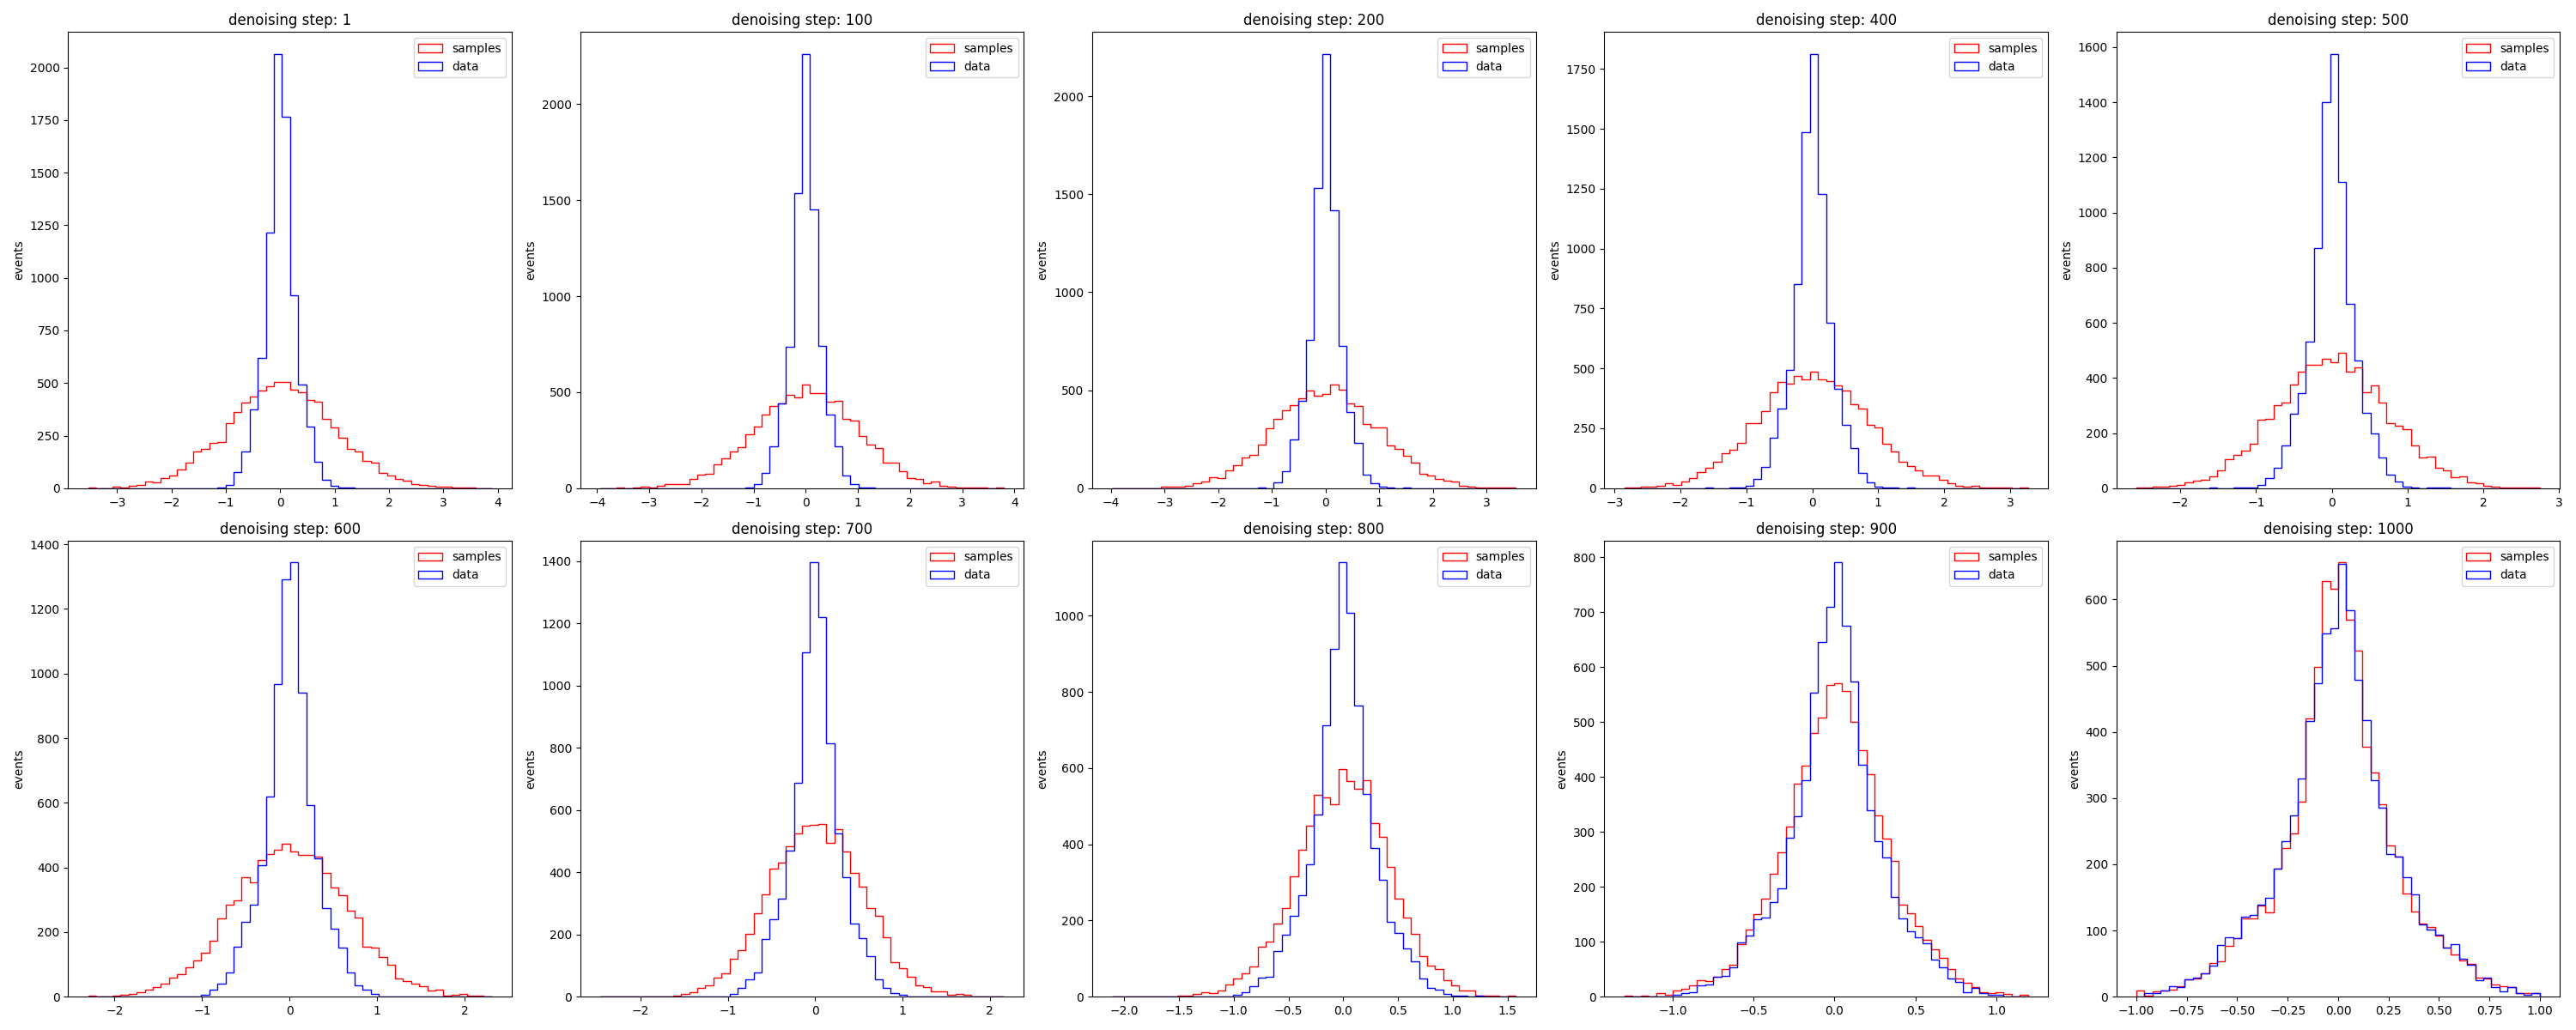 denoising step: 1
samples
data
events
2000
1750
1500
1250
1000
750
500
250
0
−3 −2 −1 0 1 2 3 4
denoising step: 100
samples
data
events
2000
1500
1000
500
0
−4 −3 −2 −1 0 1 2 3 4
denoising step: 200
samples
data
events
2000
1500
1000
500
0
−4 −3 −2 −1 0 1 2 3
denoising step: 400
samples
data
events
1750
1500
1250
1000
750
500
250
0
−3 −2 −1 0 1 2 3
denoising step: 500
samples
data
events
1600
1400
1200
1000
800
600
400
200
0
−2 −1 0 1 2 3
denoising step: 600
samples
data
events
1400
1200
1000
800
600
400
200
0
−2 −1 0 1 2
denoising step: 700
samples
data
events
1400
1200
1000
800
600
400
200
0
−2 −1 0 1 2
denoising step: 800
samples
data
events
1000
800
600
400
200
0
−2.0 −1.5 −1.0 −0.5 0.0 0.5 1.0 1.5
denoising step: 900
samples
data
events
800
700
600
500
400
300
200
100
0
−1.0 −0.5 0.0 0.5 1.0
denoising step: 1000
samples
data
events
600
500
400
300
200
100
0
−1.00 −0.75 −0.50 −0.25 0.00 0.25 0.50 0.75 1.00